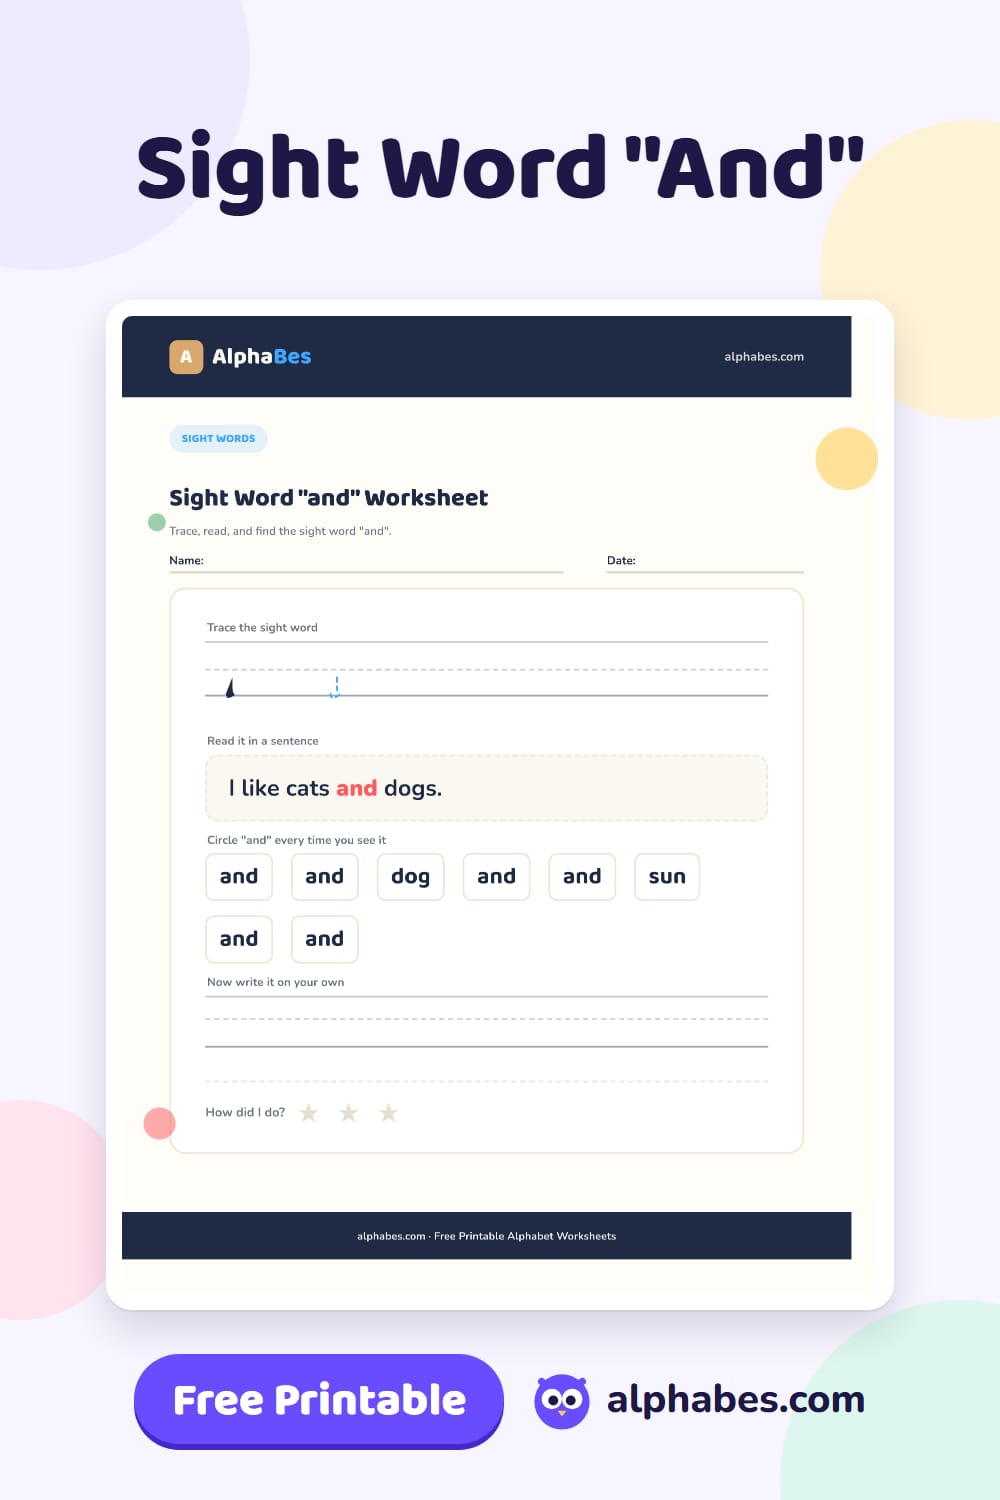 Sight Word "And"
A AlphaBes
alphabes.com
SIGHT WORDS
Sight Word "and" Worksheet
Trace, read, and find the sight word "and".
Name: Date:
Trace the sight word
Read it in a sentence
I like cats and dogs.
Circle "and" every time you see it
and and dog and and sun
and and
Now write it on your own
How did I do?
alphabes.com · Free Printable Alphabet Worksheets
Free Printable
alphabes.com